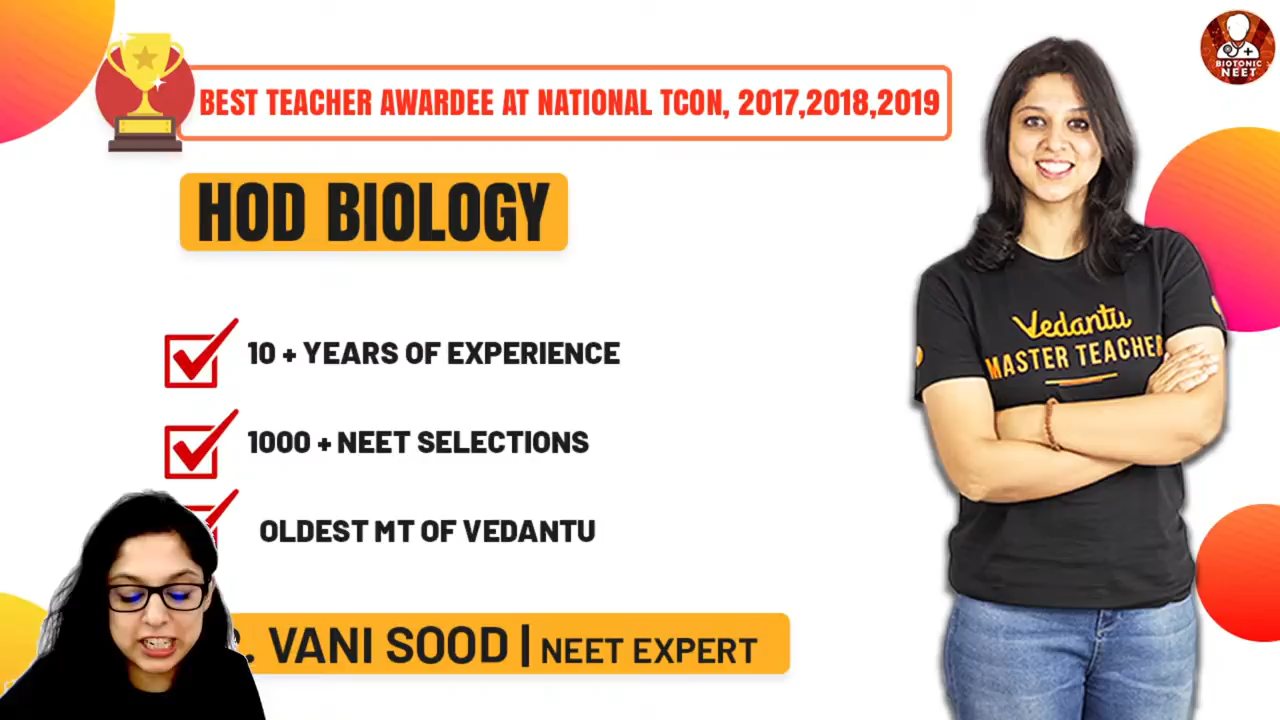 BIOTONIC
NEET
BEST TEACHER AWARDEE AT NATIONAL TCON, 2017,2018,2019
HOD BIOLOGY
10 + YEARS OF EXPERIENCE
1000 + NEET SELECTIONS
OLDEST MT OF VEDANTU
VANI SOOD | NEET EXPERT
Vedantu
MASTER TEACHER